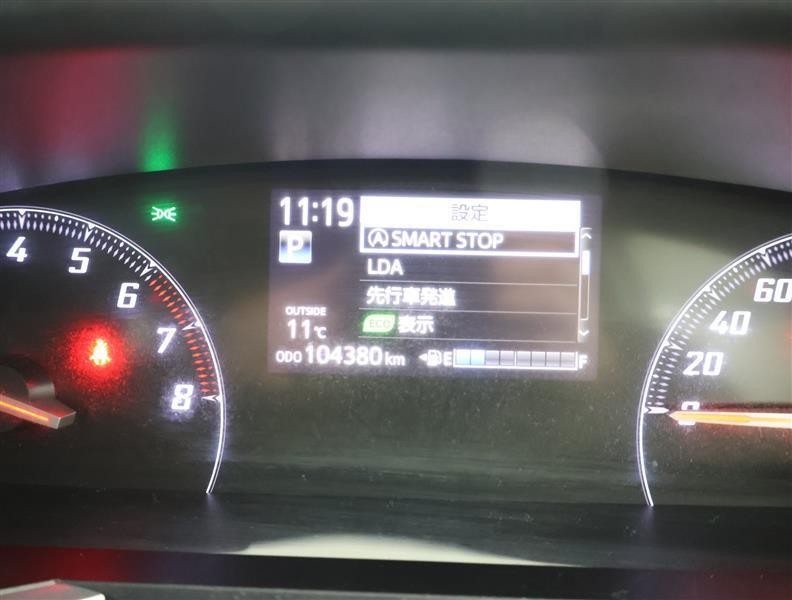 11:19
設定
P
SMART STOP
LDA
先行車発進
ECO 表示
OUTSIDE
11℃
ODO 104380 km
E F
4 5 6 7 8
0 20 40 60